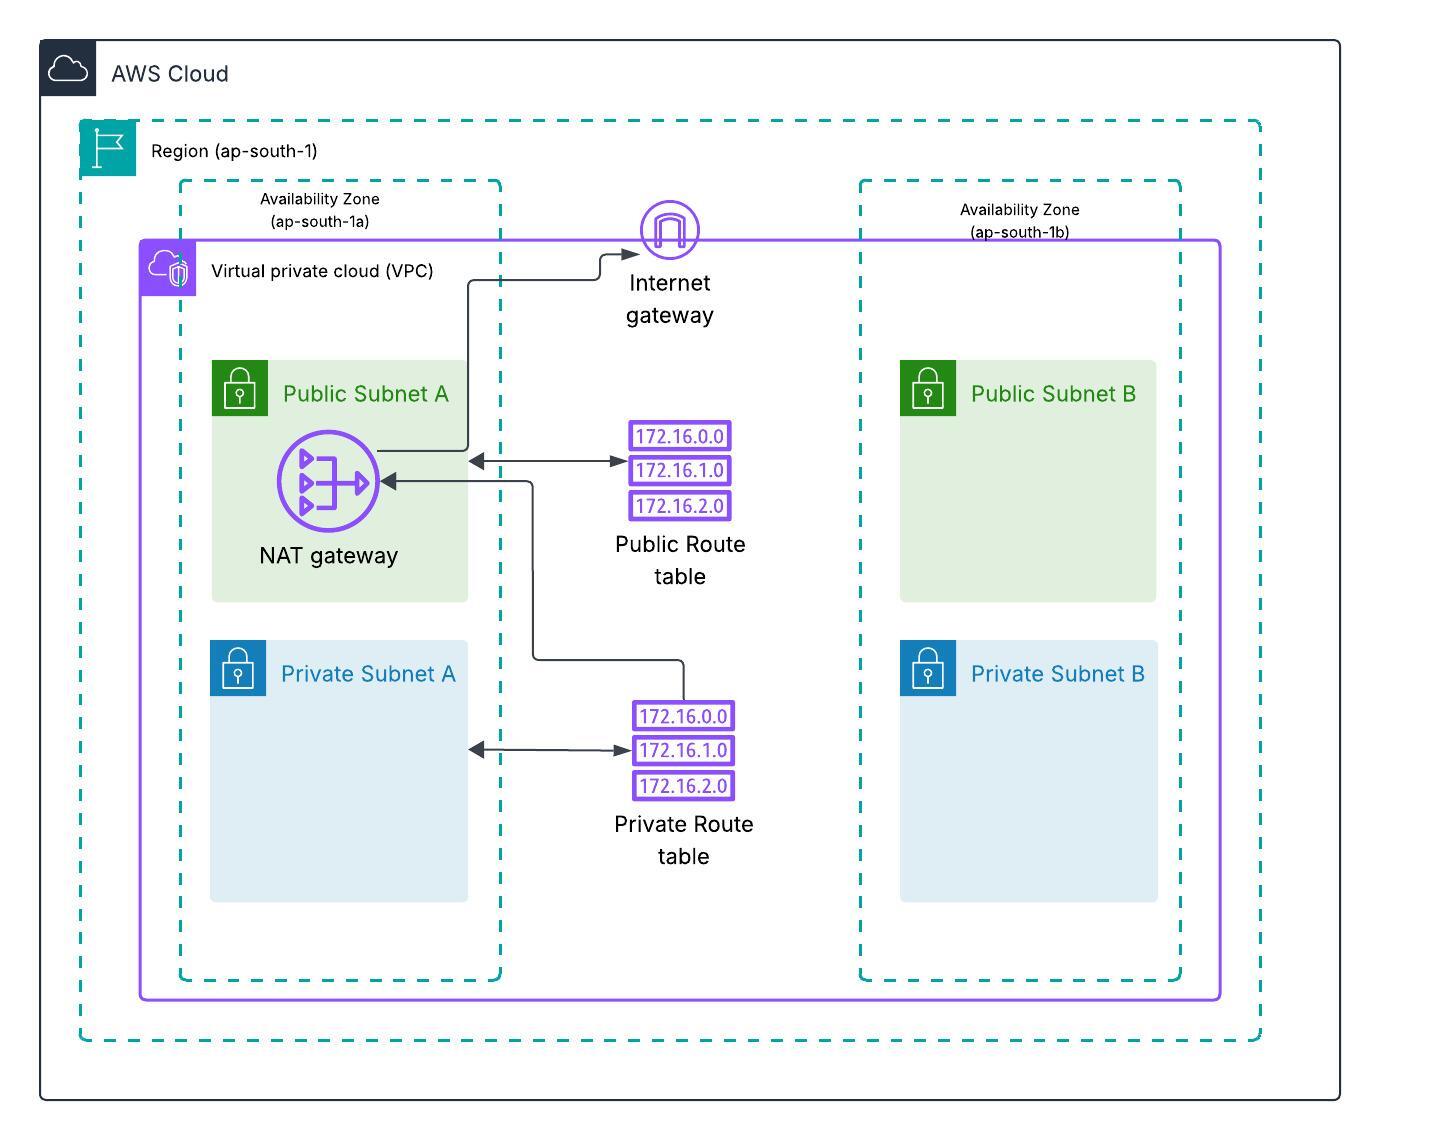 AWS Cloud
Region (ap-south-1)
Availability Zone
(ap-south-1a)
Availability Zone
(ap-south-1b)
Virtual private cloud (VPC)
Internet
gateway
Public Subnet A
NAT gateway
172.16.0.0
172.16.1.0
172.16.2.0
Public Route
table
Public Subnet B
Private Subnet A
172.16.0.0
172.16.1.0
172.16.2.0
Private Route
table
Private Subnet B